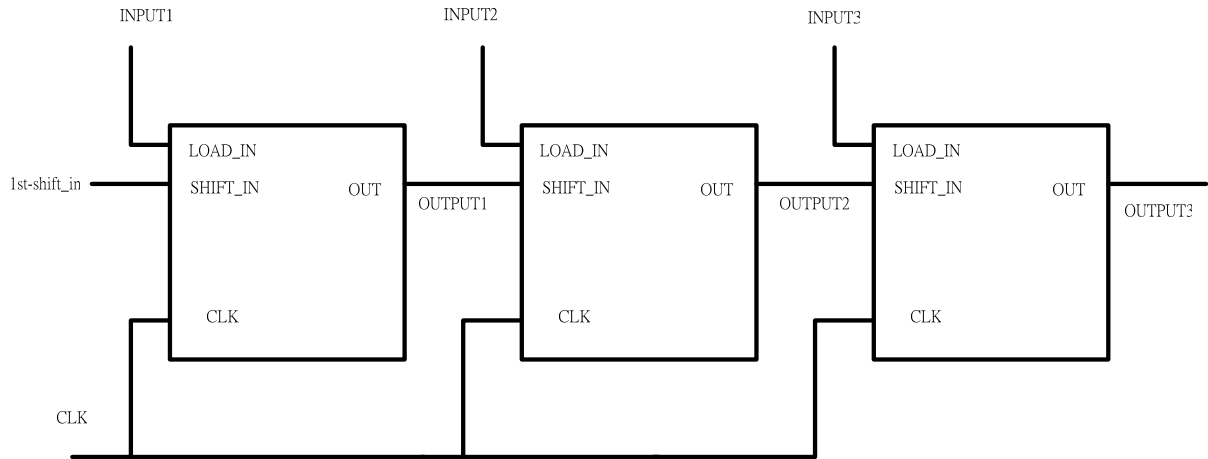 INPUT1
INPUT2
INPUT3
LOAD_IN
LOAD_IN
LOAD_IN
1st-shift_in
SHIFT_IN
OUT
SHIFT_IN
OUT
SHIFT_IN
OUT
OUTPUT1
OUTPUT2
OUTPUT3
CLK
CLK
CLK
CLK